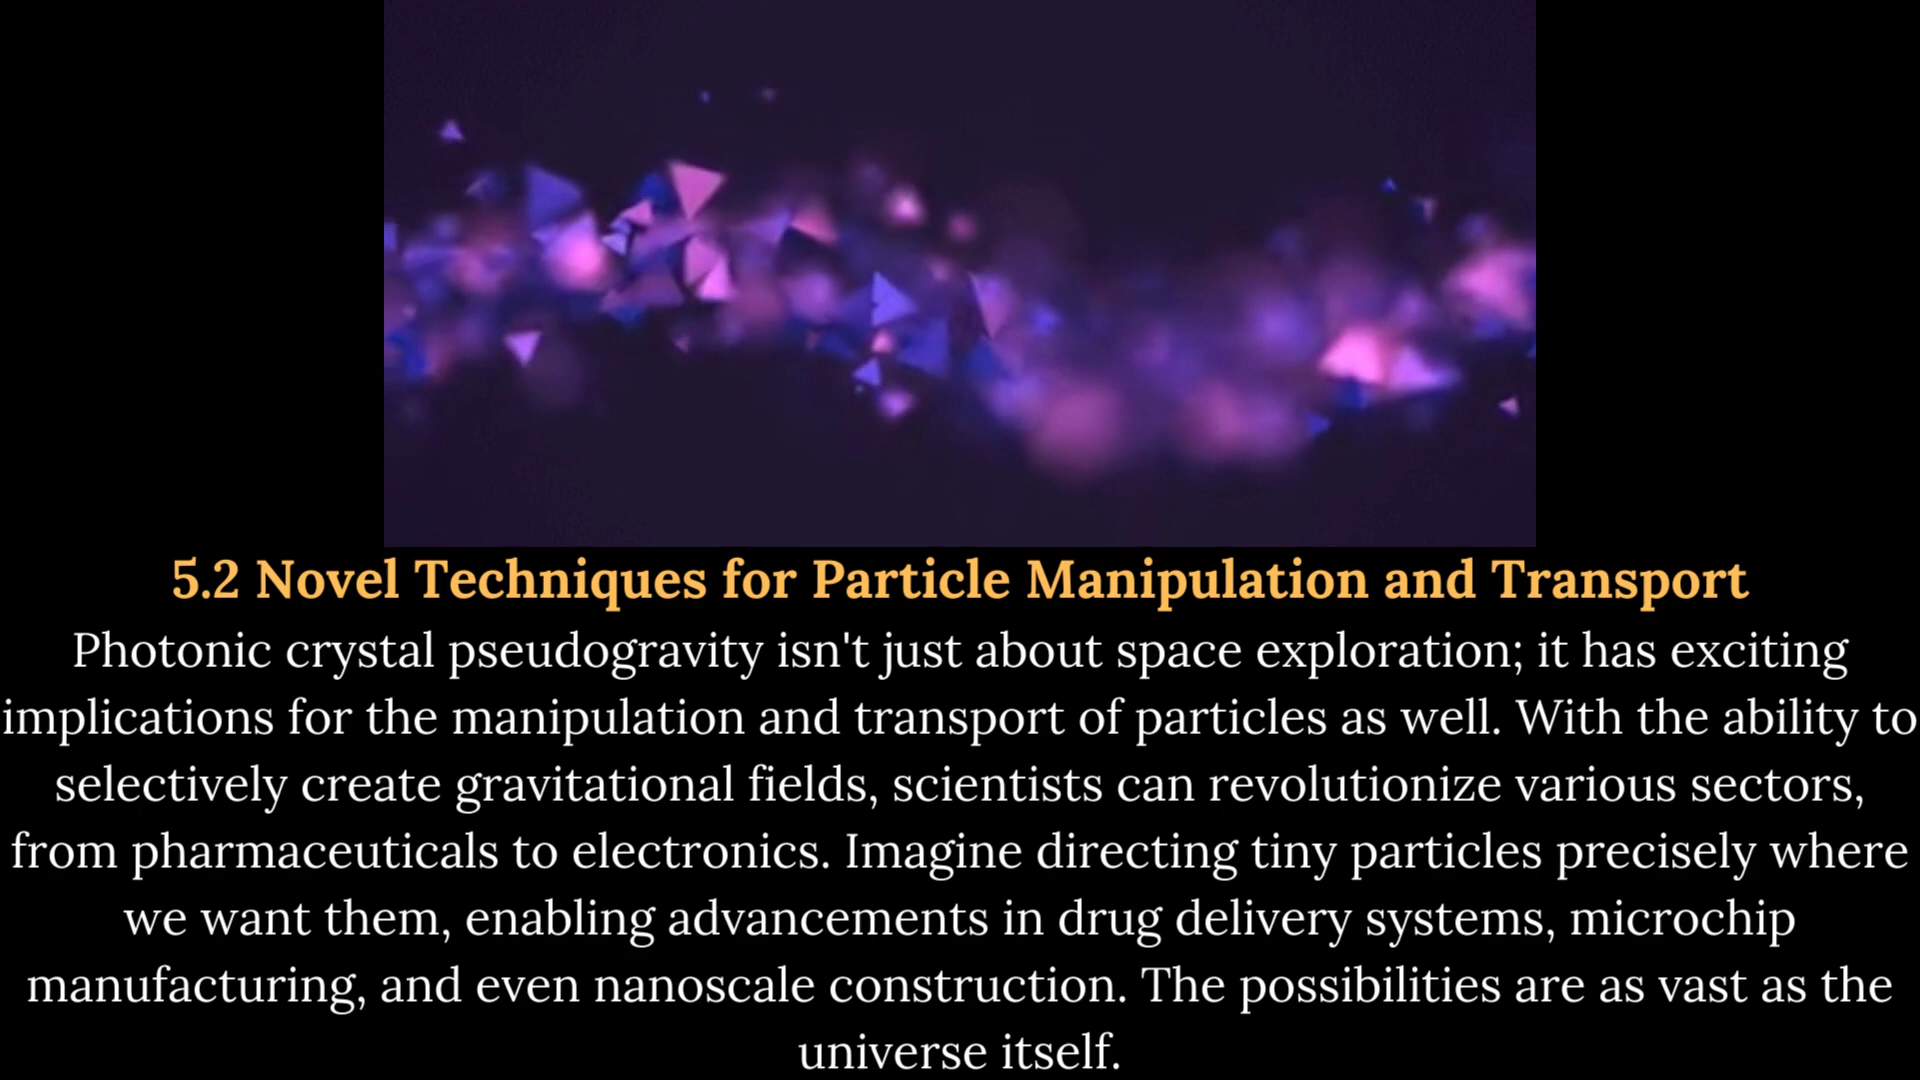 5.2 Novel Techniques for Particle Manipulation and Transport
Photonic crystal pseudogravity isn't just about space exploration; it has exciting
implications for the manipulation and transport of particles as well. With the ability to
selectively create gravitational fields, scientists can revolutionize various sectors,
from pharmaceuticals to electronics. Imagine directing tiny particles precisely where
we want them, enabling advancements in drug delivery systems, microchip
manufacturing, and even nanoscale construction. The possibilities are as vast as the
universe itself.